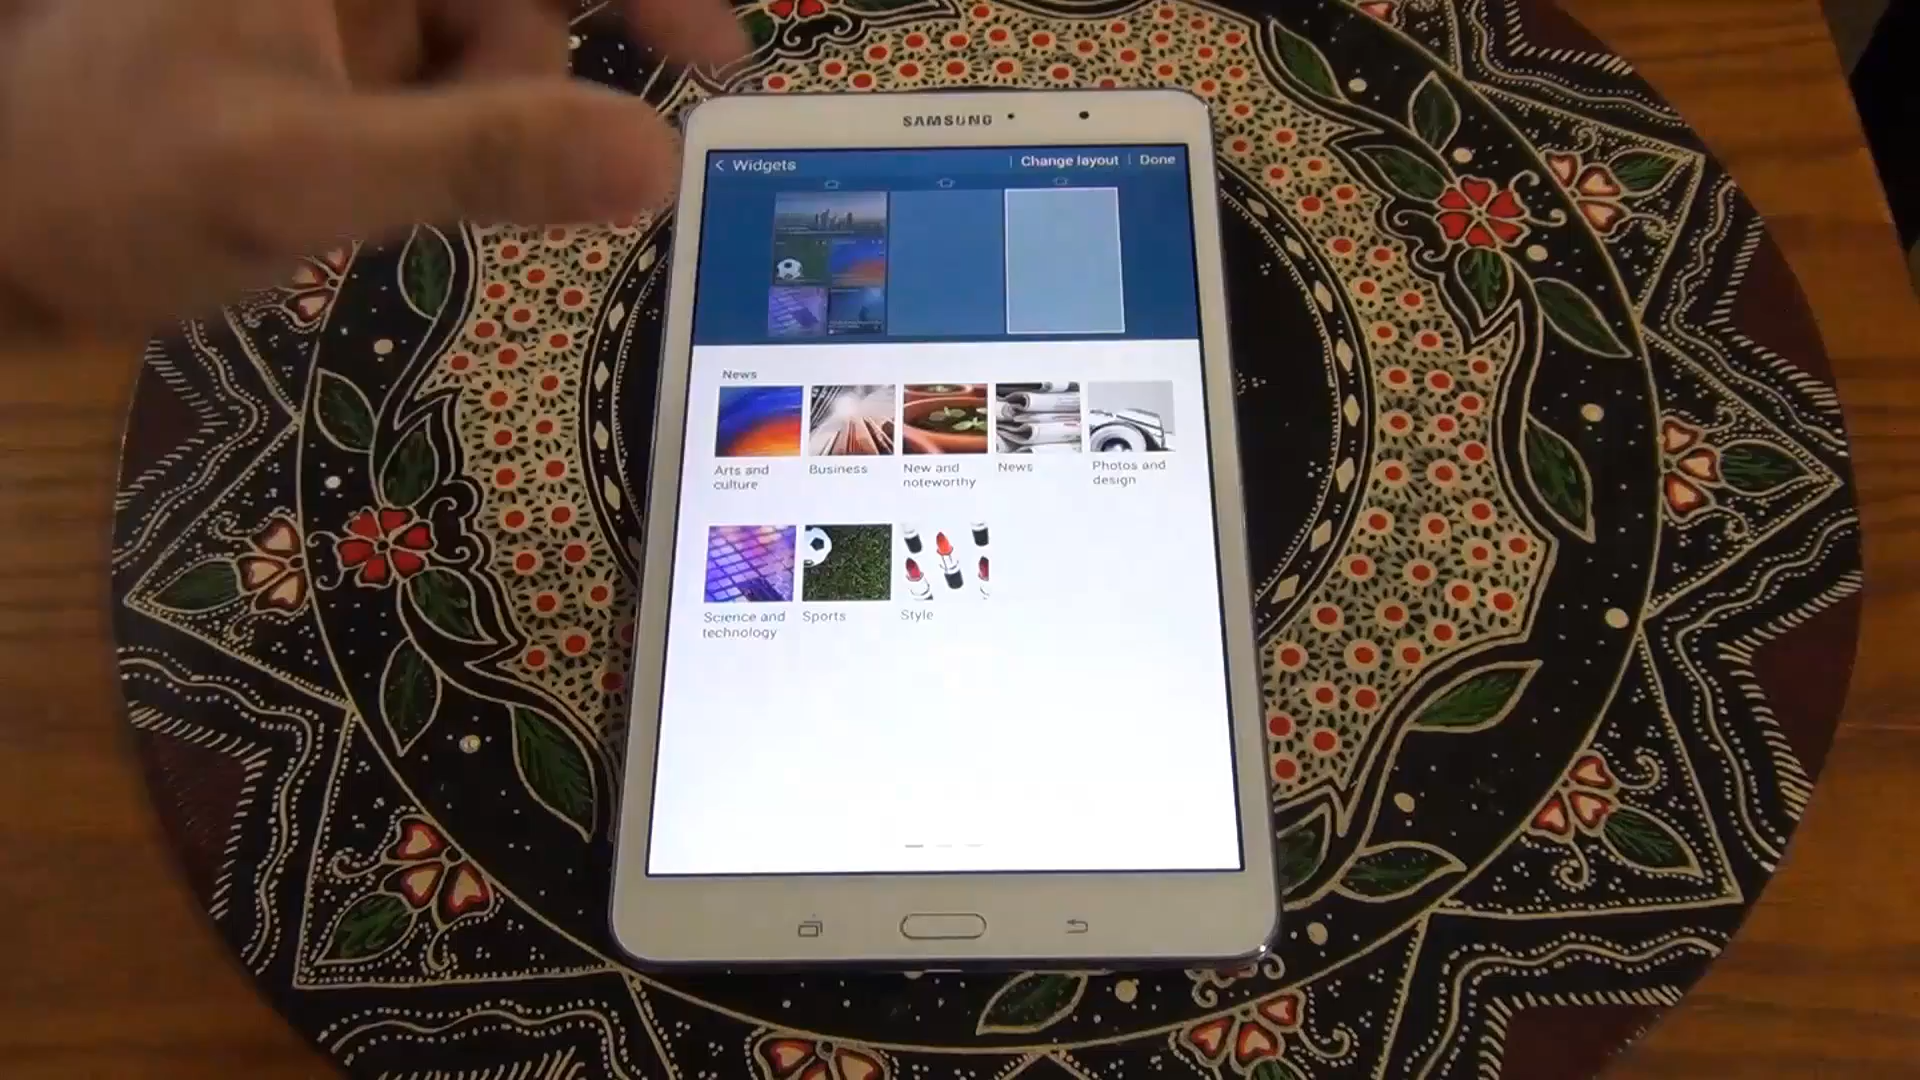 SAMSUNG
Widgets
Change layout
Done
News
Arts and
culture
Business
New and
noteworthy
News
Photos and
design
Science and
technology
Sports
Style